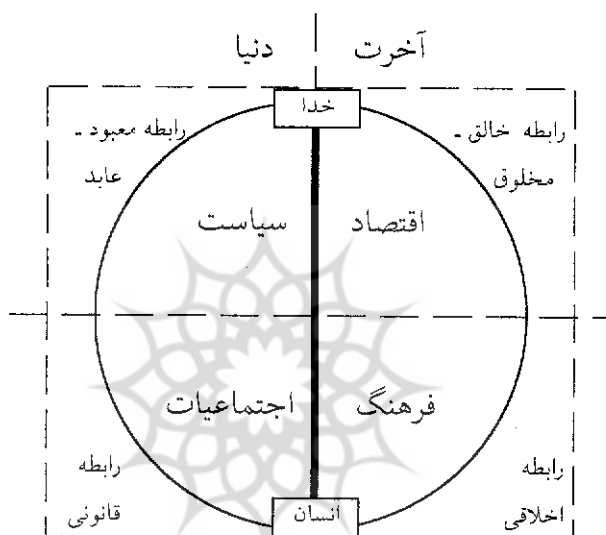 آخرت
دنیا
خدا
رابطه خالق ـ
مخلوق
رابطه معبود ـ
عابد
اقتصاد
سیاست
فرهنگ
اجتماعیات
رابطه
اخلاقی
رابطه
قانونی
انسان